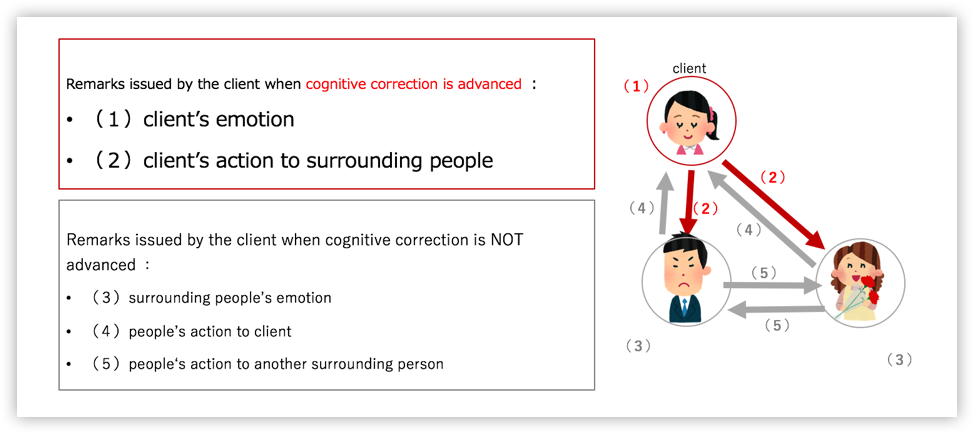 Remarks issued by the client when cognitive correction is advanced ：
• （1）client’s emotion
• （2）client’s action to surrounding people
Remarks issued by the client when cognitive correction is NOT
advanced ：
• （3）surrounding people’s emotion
• （4）people’s action to client
• （5）people‘s action to another surrounding person
client
（1）
（2）
（4）
（2）
（4）
（5）
（5）
（3）
（3）